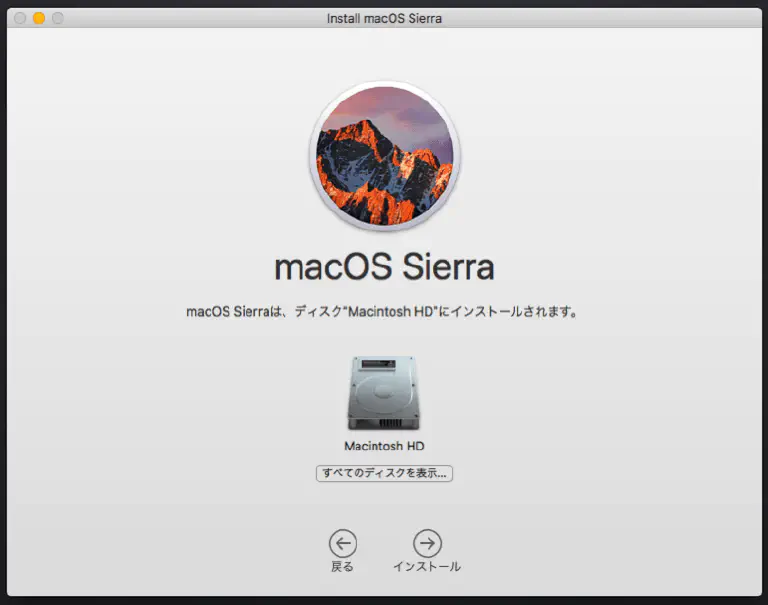 Install macOS Sierra
macOS Sierra
macOS Sierraは、ディスク“Macintosh HD”にインストールされます。
Macintosh HD
すべてのディスクを表示...
戻る
インストール